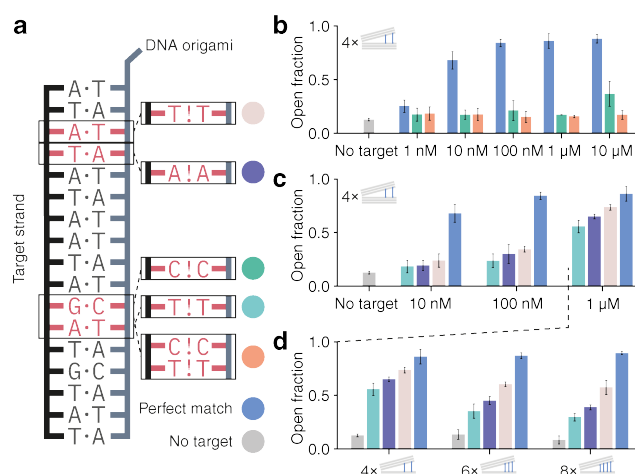 a
DNA origami
Target strand
A·T
T·A
A·T
T·A
A·T
T·A
A·T
A·T
T·A
A·T
G·C
A·T
T·A
G·C
T·A
A·T
T·A
T!T
A!A
C!C
T!T
C!C
T!T
Perfect match
No target
b
4×
Open fraction
1.0
0.5
0.0
No target
1 nM
10 nM
100 nM
1 µM
10 µM
c
4×
Open fraction
1.0
0.5
0.0
No target
10 nM
100 nM
1 µM
d
Open fraction
1.0
0.5
0.0
4×
6×
8×